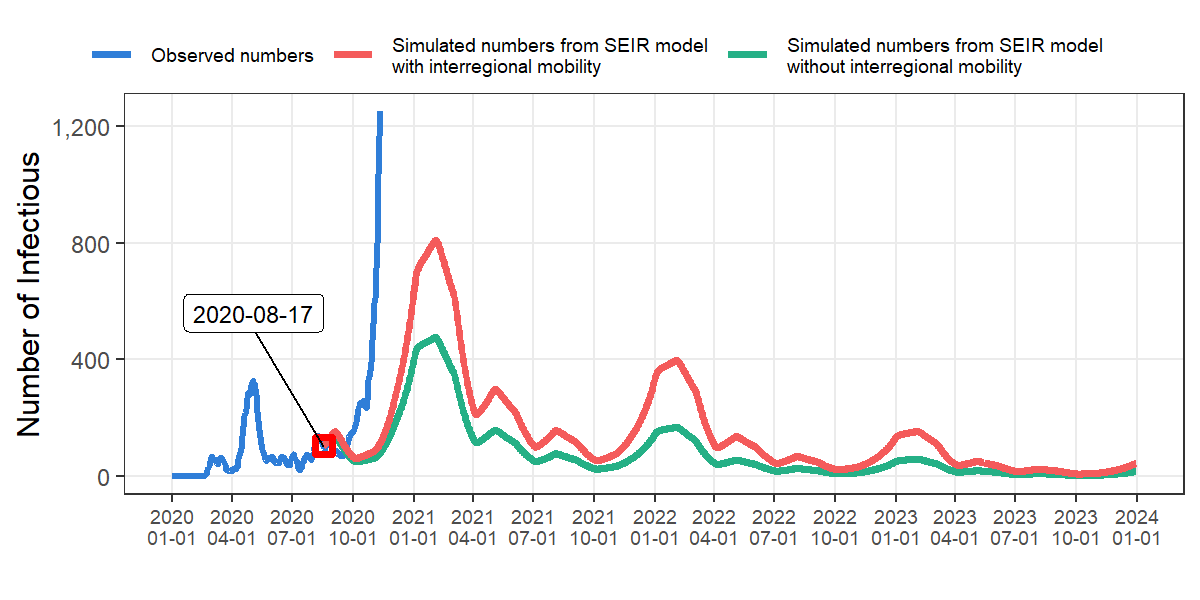 Observed numbers
Simulated numbers from SEIR model
with interregional mobility
Simulated numbers from SEIR model
without interregional mobility
Number of Infectious
1,200
800
400
0
2020-08-17
2020 2020 2020 2020 2021 2021 2021 2021 2022 2022 2022 2022 2023 2023 2023 2023 2024
01-01 04-01 07-01 10-01 01-01 04-01 07-01 10-01 01-01 04-01 07-01 10-01 01-01 04-01 07-01 10-01 01-01